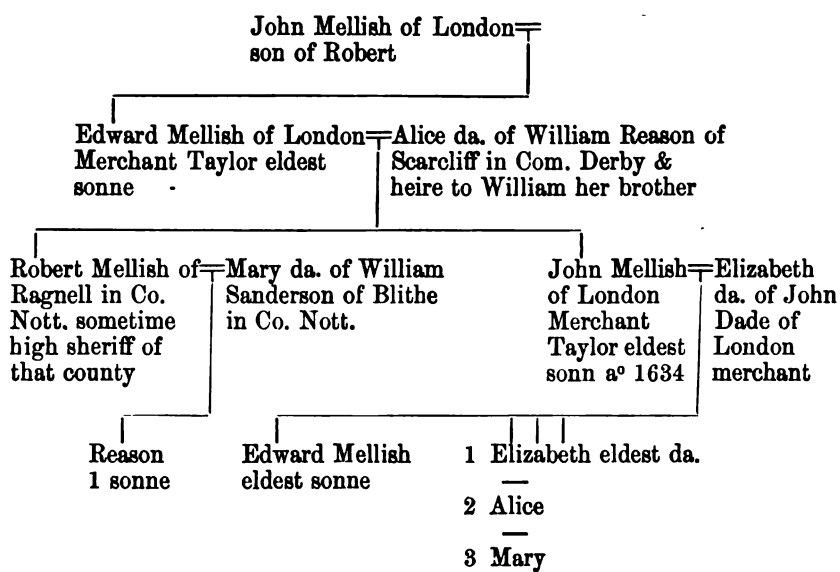 John Mellish of London
son of Robert
Edward Mellish of London
Merchant Taylor eldest
sonne
Alice da. of William Reason of
Scarcliff in Com. Derby &
heire to William her brother
Robert Mellish of
Ragnell in Co.
Nott. sometime
high sheriff of
that county
Mary da. of William
Sanderson of Blithe
in Co. Nott.
John Mellish
of London
Merchant
Taylor eldest
sonn aº 1634
Elizabeth
da. of John
Dade of
London
merchant
Reason
1 sonne
Edward Mellish
eldest sonne
1 Elizabeth eldest da.
2 Alice
3 Mary